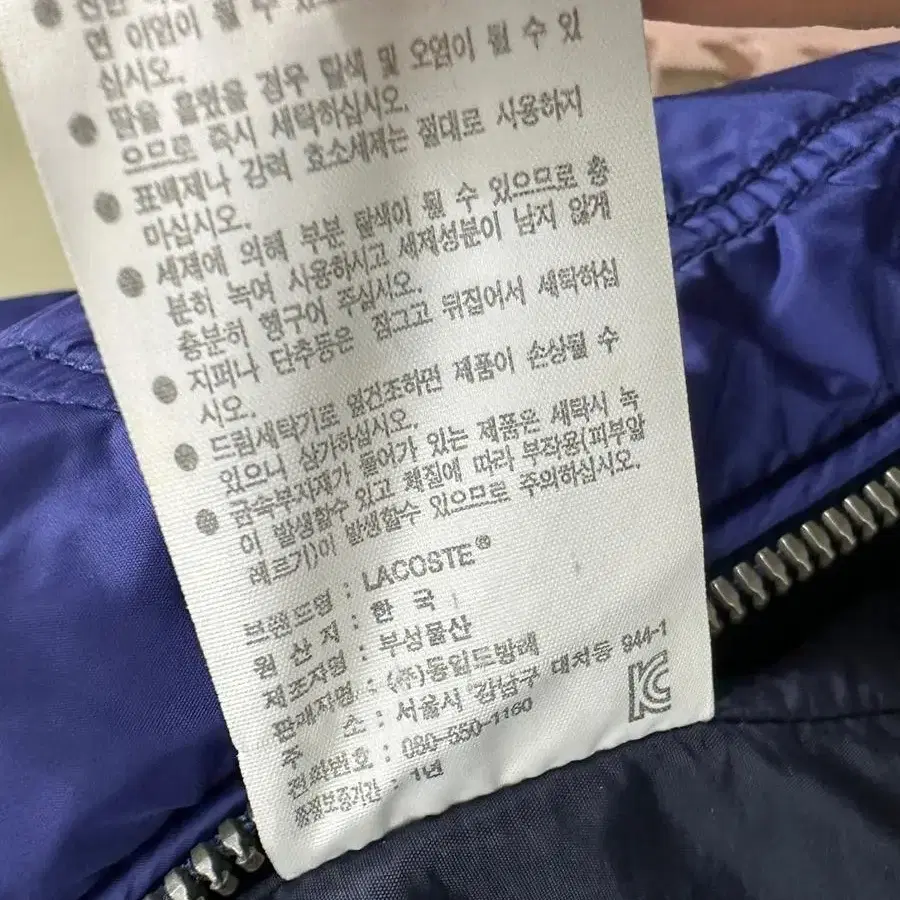 면 이염이 될 수
십시오.
● 땀을 흘렸을 경우 탈색 및 오염이 될 수 있
으므로 즉시 세탁하십시오.
● 표백제나 강력 효소세제는 절대로 사용하지
마십시오.
● 세제에 의해 부분 탈색이 될 수 있으므로 충
분히 녹여 사용하시고 세제성분이 남지 않게
충분히 헹구어 주십시오.
● 지퍼나 단추등은 잠그고 뒤집어서 세탁하십
시오.
● 드럼세탁기로 열건조하면 제품이 손상될 수
있으니 삼가하십시오.
● 금속부자재가 들어가 있는 제품은 세탁시 녹
이 발생할수 있고 체질에 따라 부작용(피부알
레르기)이 발생할수 있으므로 주의하십시오.
브랜드명 : LACOSTE®
원 산 지 : 한 국
제조자명 : 부성물산
판매자명 : (주)동일드방레
주 소 : 서울시 강남구 대치동 944-1
전화번호 : 080-550-1160
품질보증기간 : 1년
KC